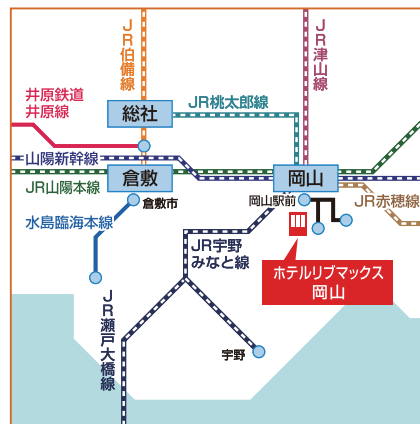 JR伯備線
JR津山線
井原鉄道
井原線
総社
JR桃太郎線
山陽新幹線
JR山陽本線
倉敷
岡山
倉敷市
岡山駅前
JR赤穂線
水島臨海本線
JR宇野
みなと線
ホテルリブマックス
岡山
JR瀬戸大橋線
宇野